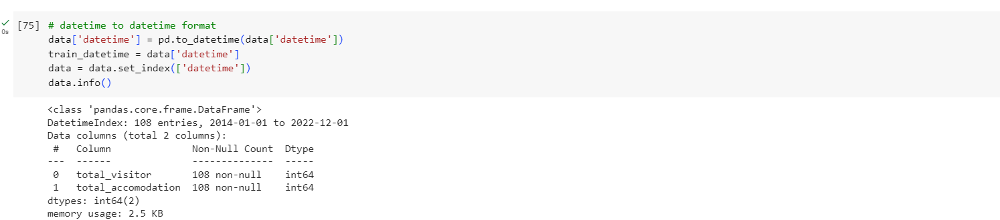 [75] # datetime to datetime format
0s
data['datetime'] = pd.to_datetime(data['datetime'])
train_datetime = data['datetime']
data = data.set_index(['datetime'])
data.info()
<class 'pandas.core.frame.DataFrame'>
DatetimeIndex: 108 entries, 2014-01-01 to 2022-12-01
Data columns (total 2 columns):
 #   Column              Non-Null Count  Dtype
---  ------              --------------  -----
 0   total_visitor       108 non-null    int64
 1   total_accomodation  108 non-null    int64
dtypes: int64(2)
memory usage: 2.5 KB